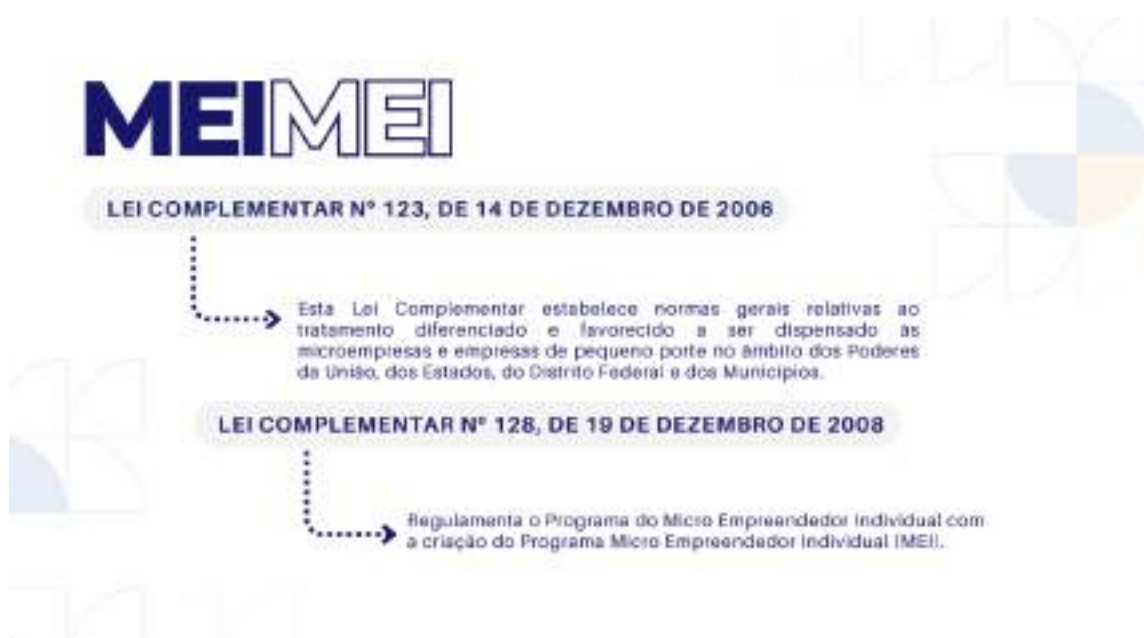 MEIMEI
LEI COMPLEMENTAR Nº 123, DE 14 DE DEZEMBRO DE 2006
Esta Lei Complementar estabelece normas gerais relativas ao
tratamento diferenciado e favorecido a ser dispensado às
microempresas e empresas de pequeno porte no âmbito dos Poderes
da União, dos Estados, do Distrito Federal e dos Municípios.
LEI COMPLEMENTAR Nº 128, DE 19 DE DEZEMBRO DE 2008
Regulamenta o Programa do Micro Empreendedor Individual com
a criação do Programa Micro Empreendedor Individual (MEI).